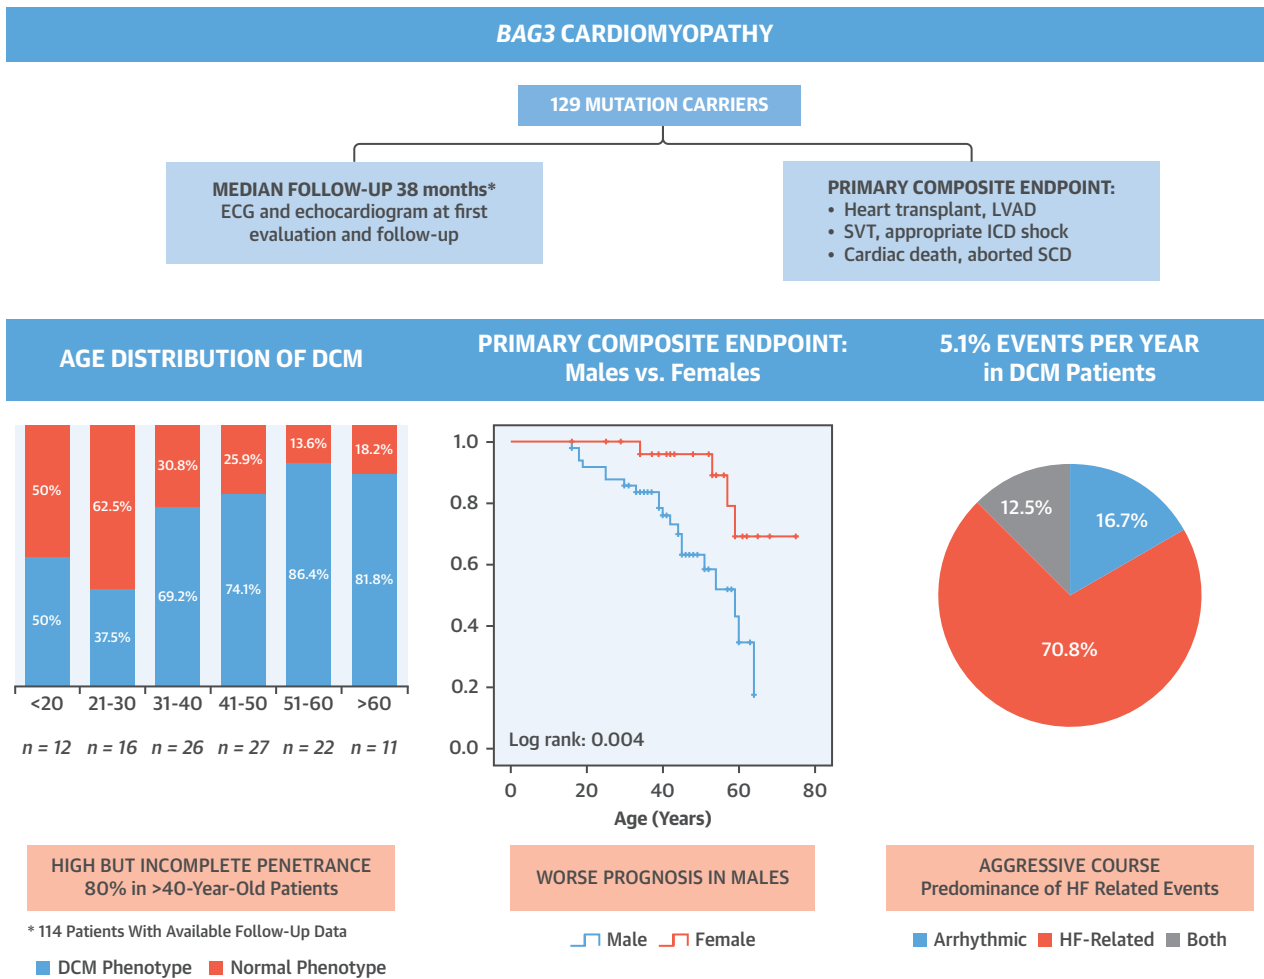 BAG3 CARDIOMYOPATHY
129 MUTATION CARRIERS
MEDIAN FOLLOW-UP 38 months*
ECG and echocardiogram at first
evaluation and follow-up
PRIMARY COMPOSITE ENDPOINT:
• Heart transplant, LVAD
• SVT, appropriate ICD shock
• Cardiac death, aborted SCD
AGE DISTRIBUTION OF DCM
50%
62.5%
30.8%
25.9%
13.6%
18.2%
50%
37.5%
69.2%
74.1%
86.4%
81.8%
<20 21-30 31-40 41-50 51-60 >60
n = 12 n = 16 n = 26 n = 27 n = 22 n = 11
HIGH BUT INCOMPLETE PENETRANCE
80% in >40-Year-Old Patients
* 114 Patients With Available Follow-Up Data
DCM Phenotype Normal Phenotype
PRIMARY COMPOSITE ENDPOINT:
Males vs. Females
1.0
0.8
0.6
0.4
0.2
0.0
Log rank: 0.004
0 20 40 60 80
Age (Years)
WORSE PROGNOSIS IN MALES
Male Female
5.1% EVENTS PER YEAR
in DCM Patients
12.5%
16.7%
70.8%
AGGRESSIVE COURSE
Predominance of HF Related Events
Arrhythmic HF-Related Both